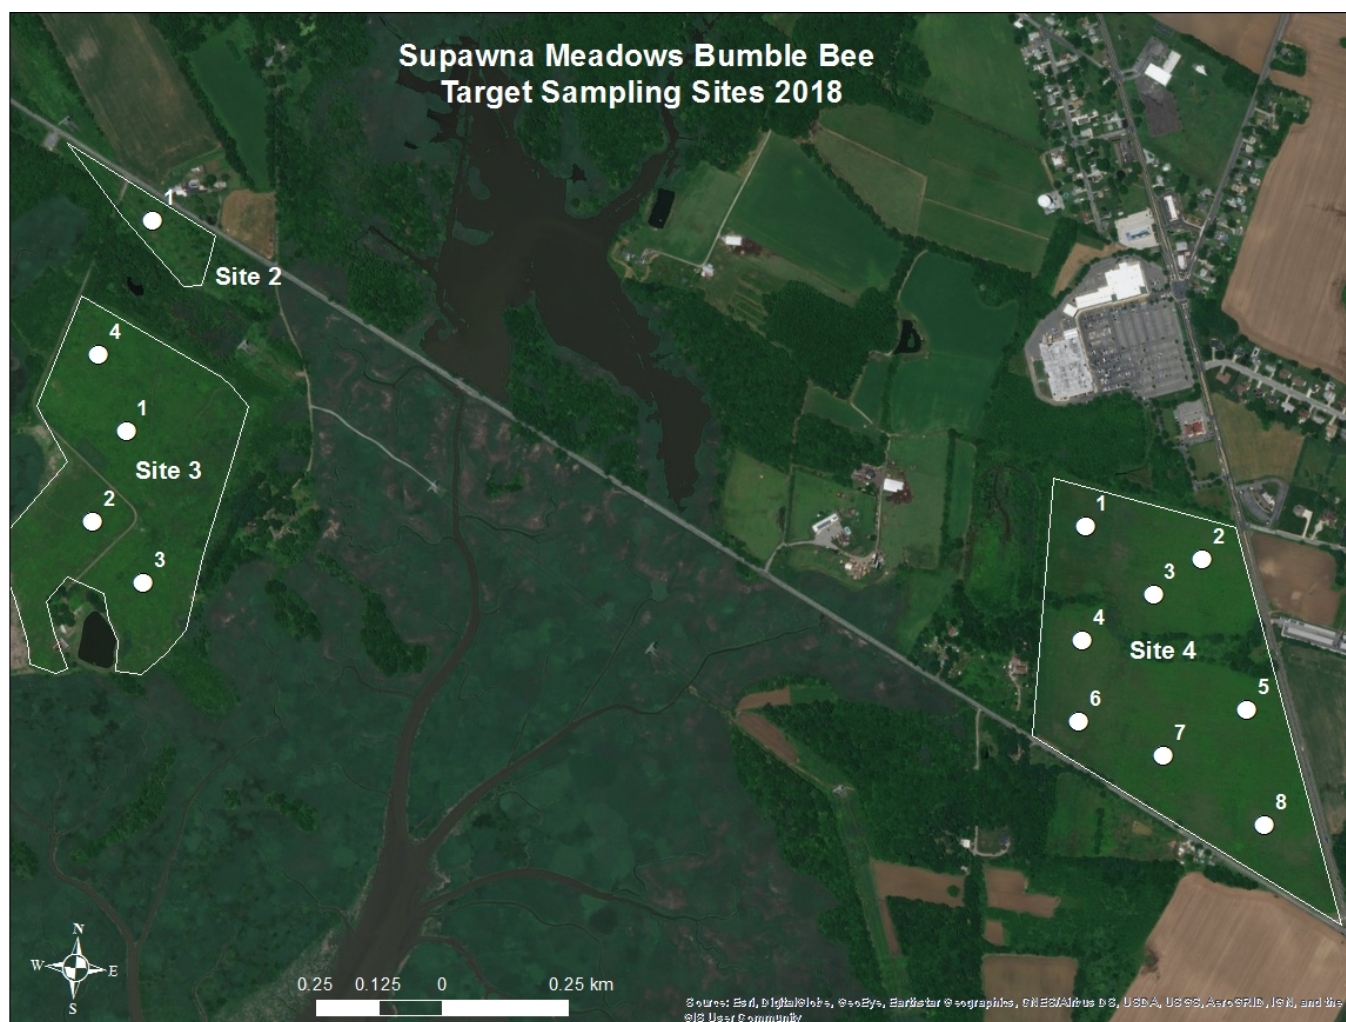 Supawna Meadows Bumble Bee
Target Sampling Sites 2018
1
Site 2
4
1
Site 3
2
3
1
2
3
4
Site 4
5
6
7
8
N
W E
S
0.25 0.125 0 0.25 km
Source: Esri, DigitalGlobe, GeoEye, Earthstar Geographics, CNES/Airbus DS, USDA, USGS, AeroGRID, IGN, and the
GIS User Community